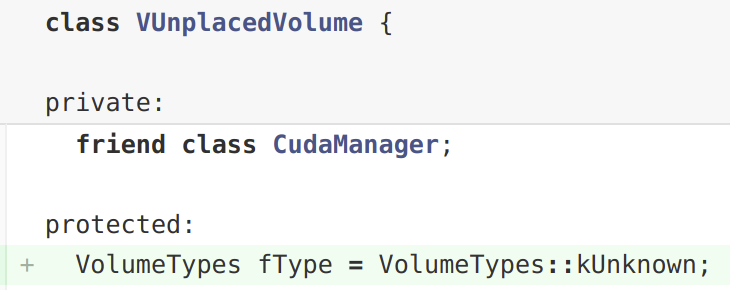 class VUnplacedVolume {
private:
friend class CudaManager;
protected:
+ VolumeTypes fType = VolumeTypes::kUnknown;